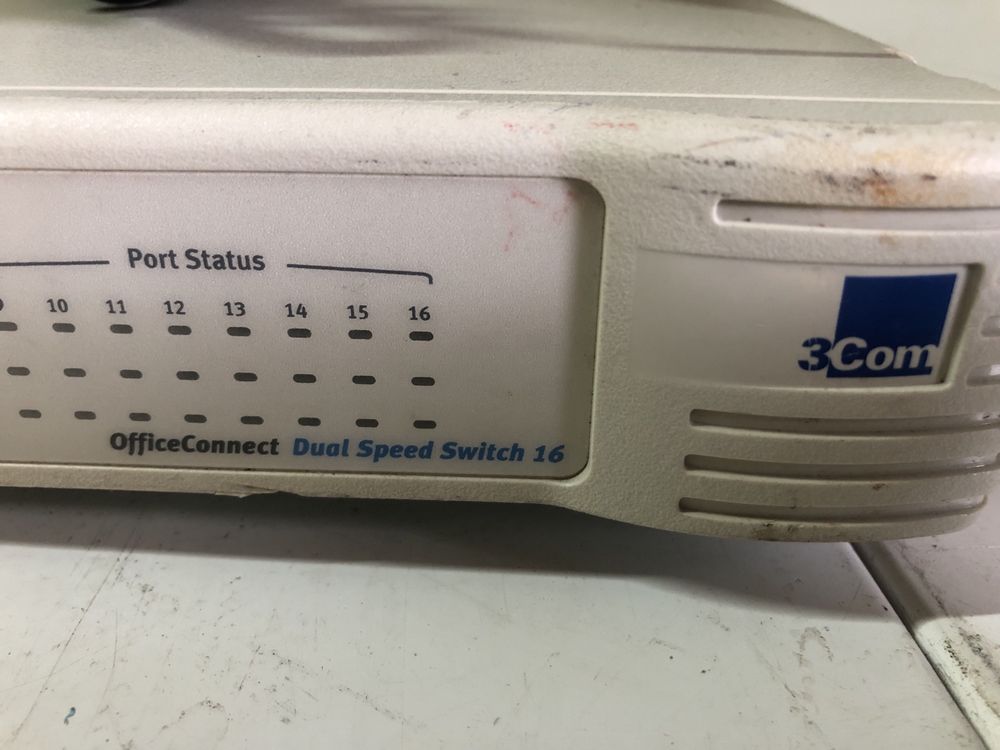 Port Status
10 11 12 13 14 15 16
3Com
OfficeConnect Dual Speed Switch 16